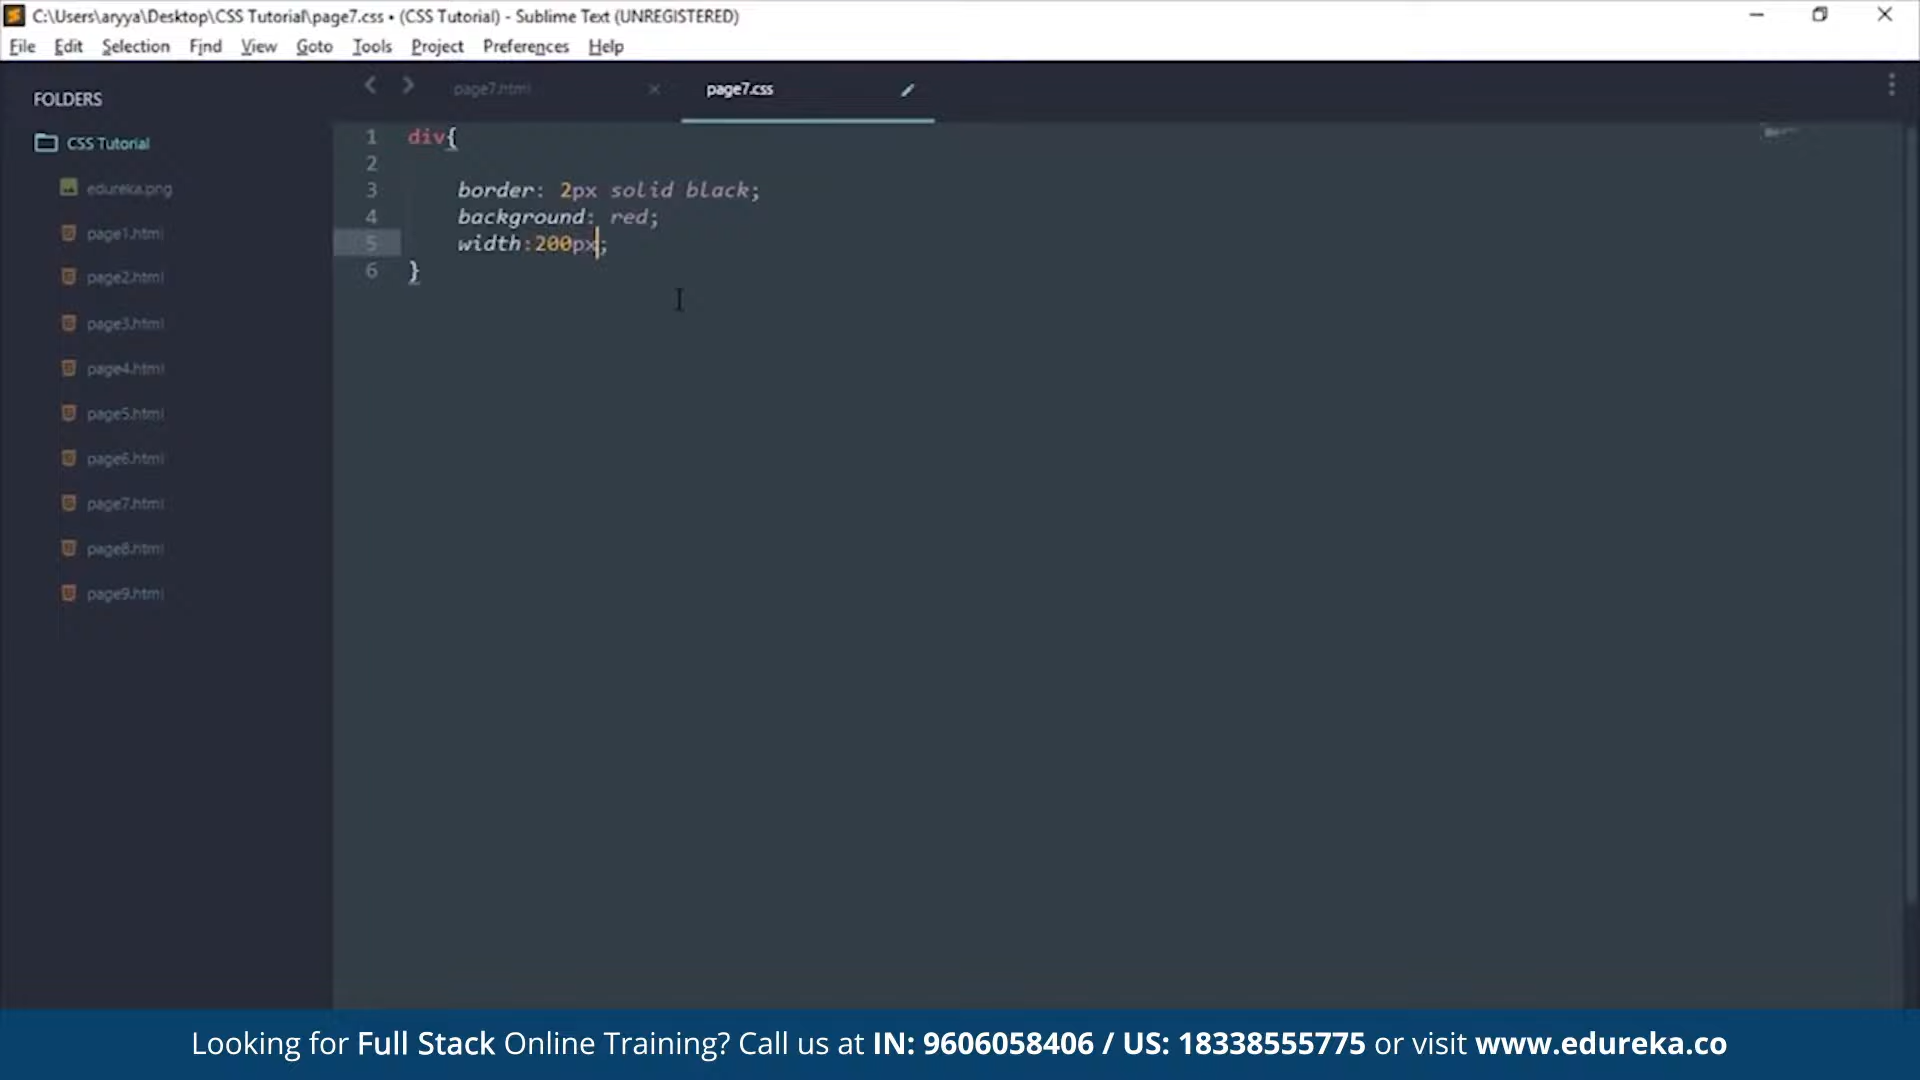 C:\Users\aryya\Desktop\CSS Tutorial\page7.css • (CSS Tutorial) - Sublime Text (UNREGISTERED)
File Edit Selection Find View Goto Tools Project Preferences Help
FOLDERS
CSS Tutorial
edureka.png
page1.html
page2.html
page3.html
page4.html
page5.html
page6.html
page7.html
page8.html
page9.html
page7.html page7.css
1 div{
2
3 border: 2px solid black;
4 background: red;
5 width:200px;
6 }
Looking for Full Stack Online Training? Call us at IN: 9606058406 / US: 18338555775 or visit www.edureka.co